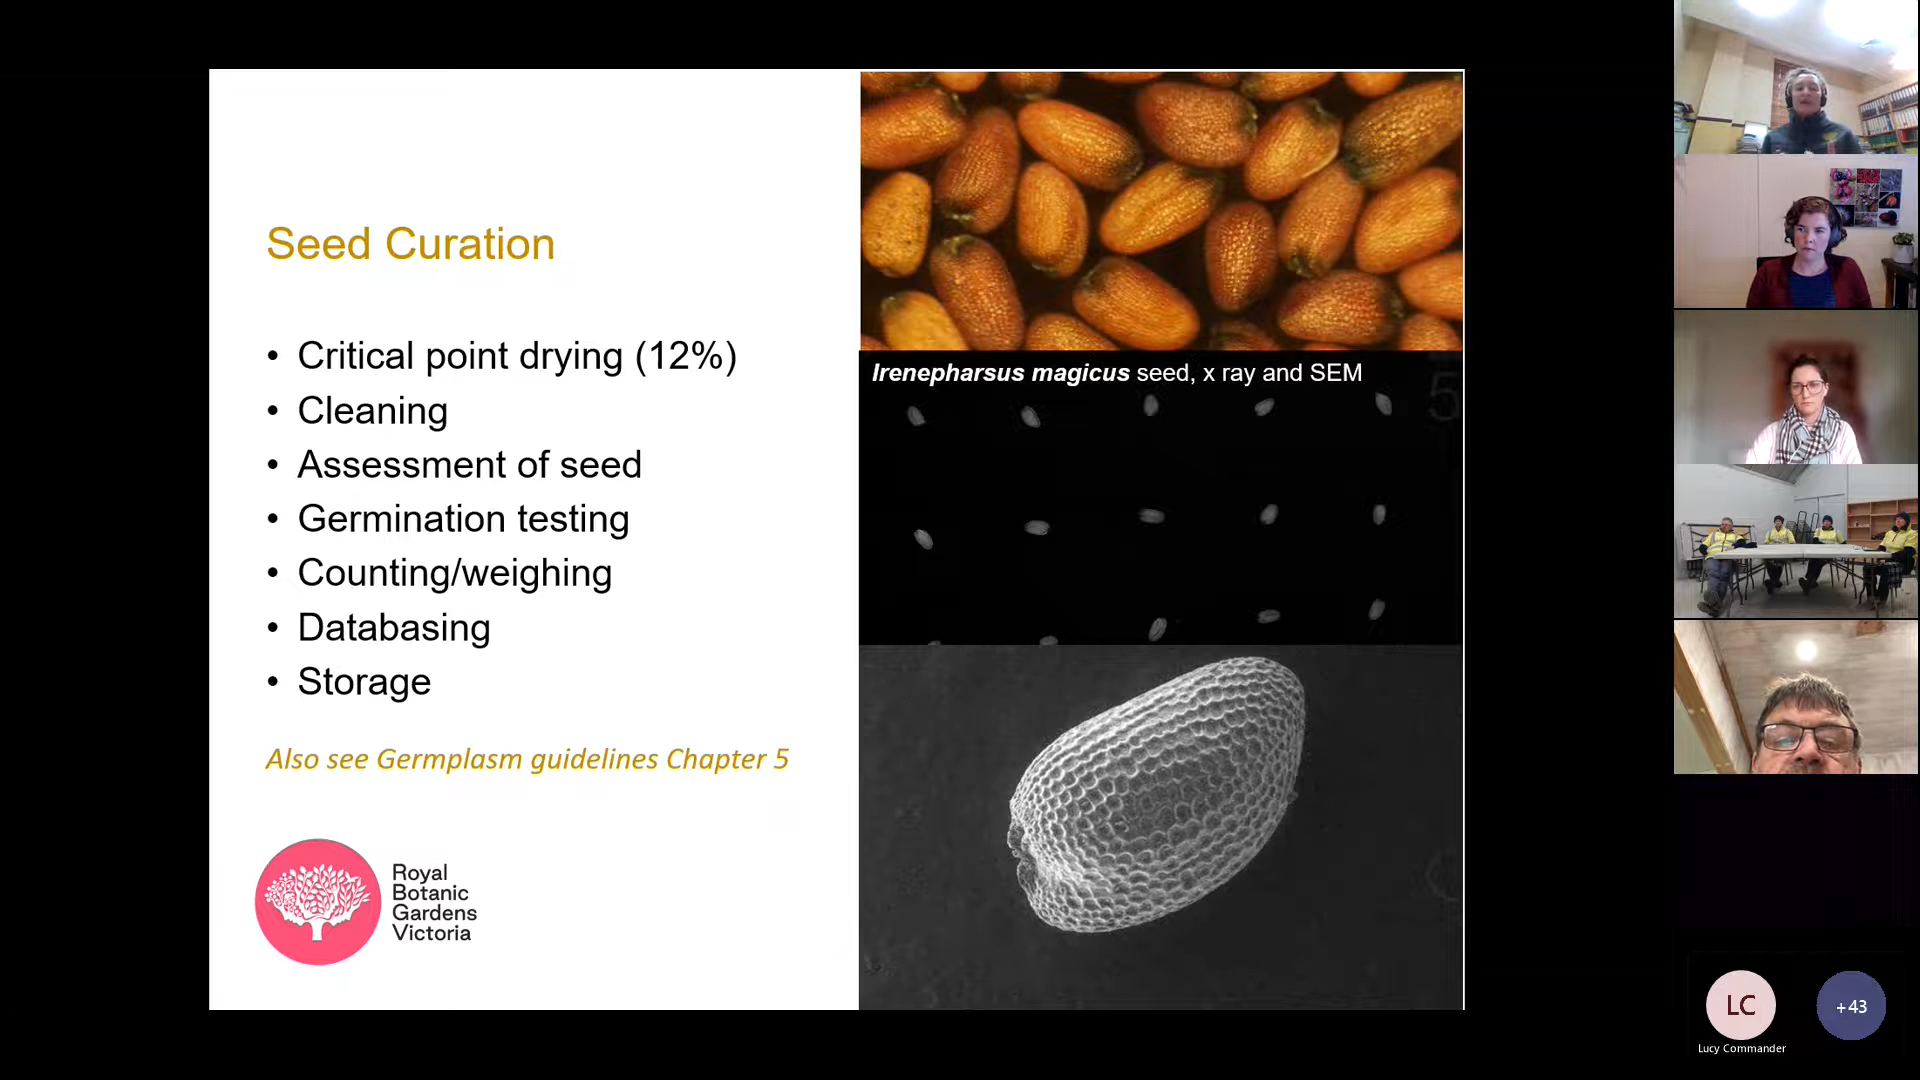 Seed Curation
• Critical point drying (12%)
• Cleaning
• Assessment of seed
• Germination testing
• Counting/weighing
• Databasing
• Storage
Also see Germplasm guidelines Chapter 5
Royal
Botanic
Gardens
Victoria
Irenepharsus magicus seed, x ray and SEM
5
LC
+43
Lucy Commander